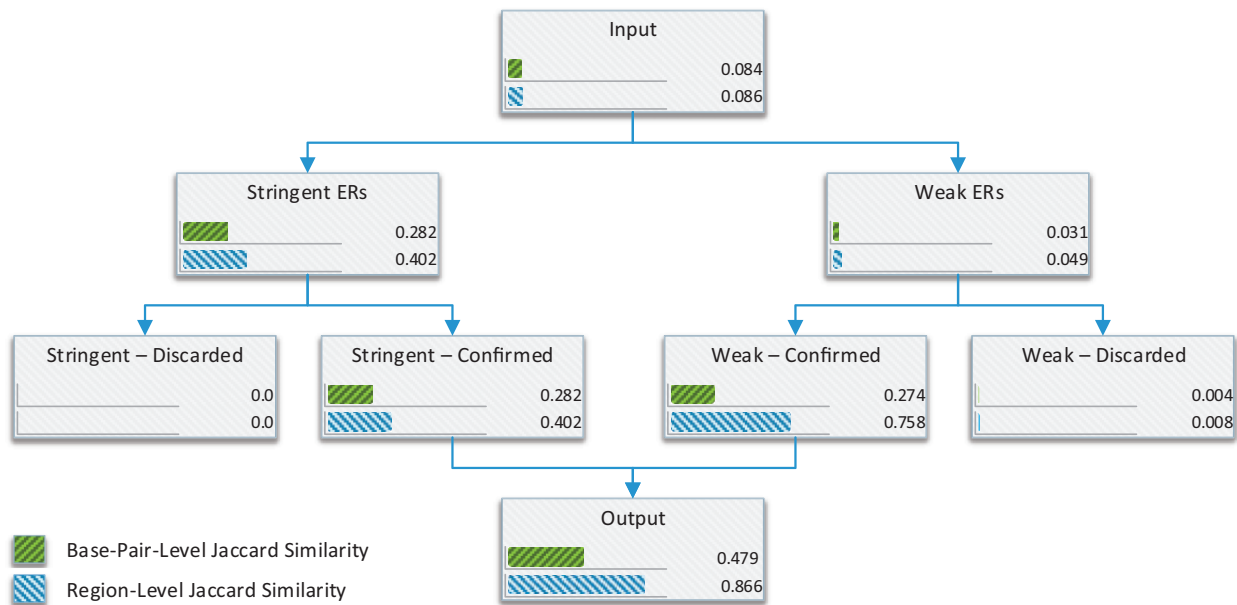 Input
0.084
0.086
Stringent ERs
0.282
0.402
Weak ERs
0.031
0.049
Stringent – Discarded
0.0
0.0
Stringent – Confirmed
0.282
0.402
Weak – Confirmed
0.274
0.758
Weak – Discarded
0.004
0.008
Output
0.479
0.866
Base-Pair-Level Jaccard Similarity
Region-Level Jaccard Similarity